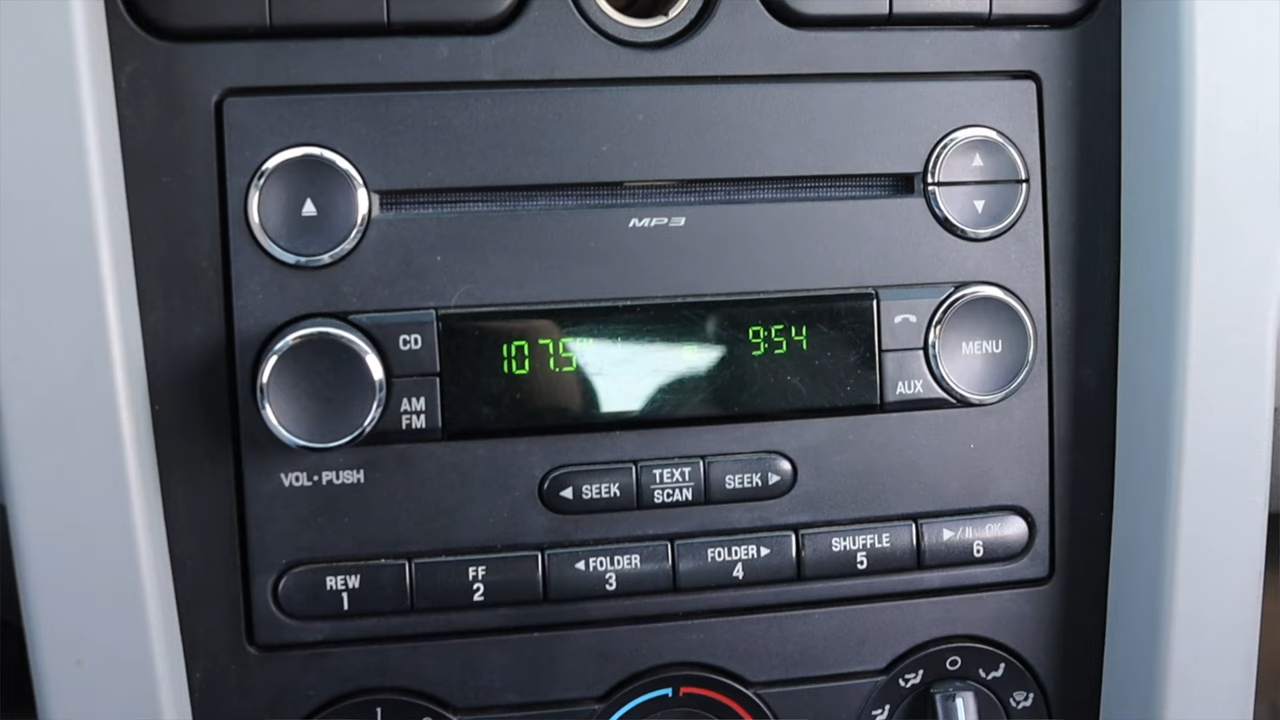 MP3
CD
107.5
9:54
MENU
AM
FM
AUX
VOL•PUSH
SEEK
TEXT
SCAN
SEEK
REW
1
FF
2
FOLDER
3
FOLDER
4
SHUFFLE
5
OK
6